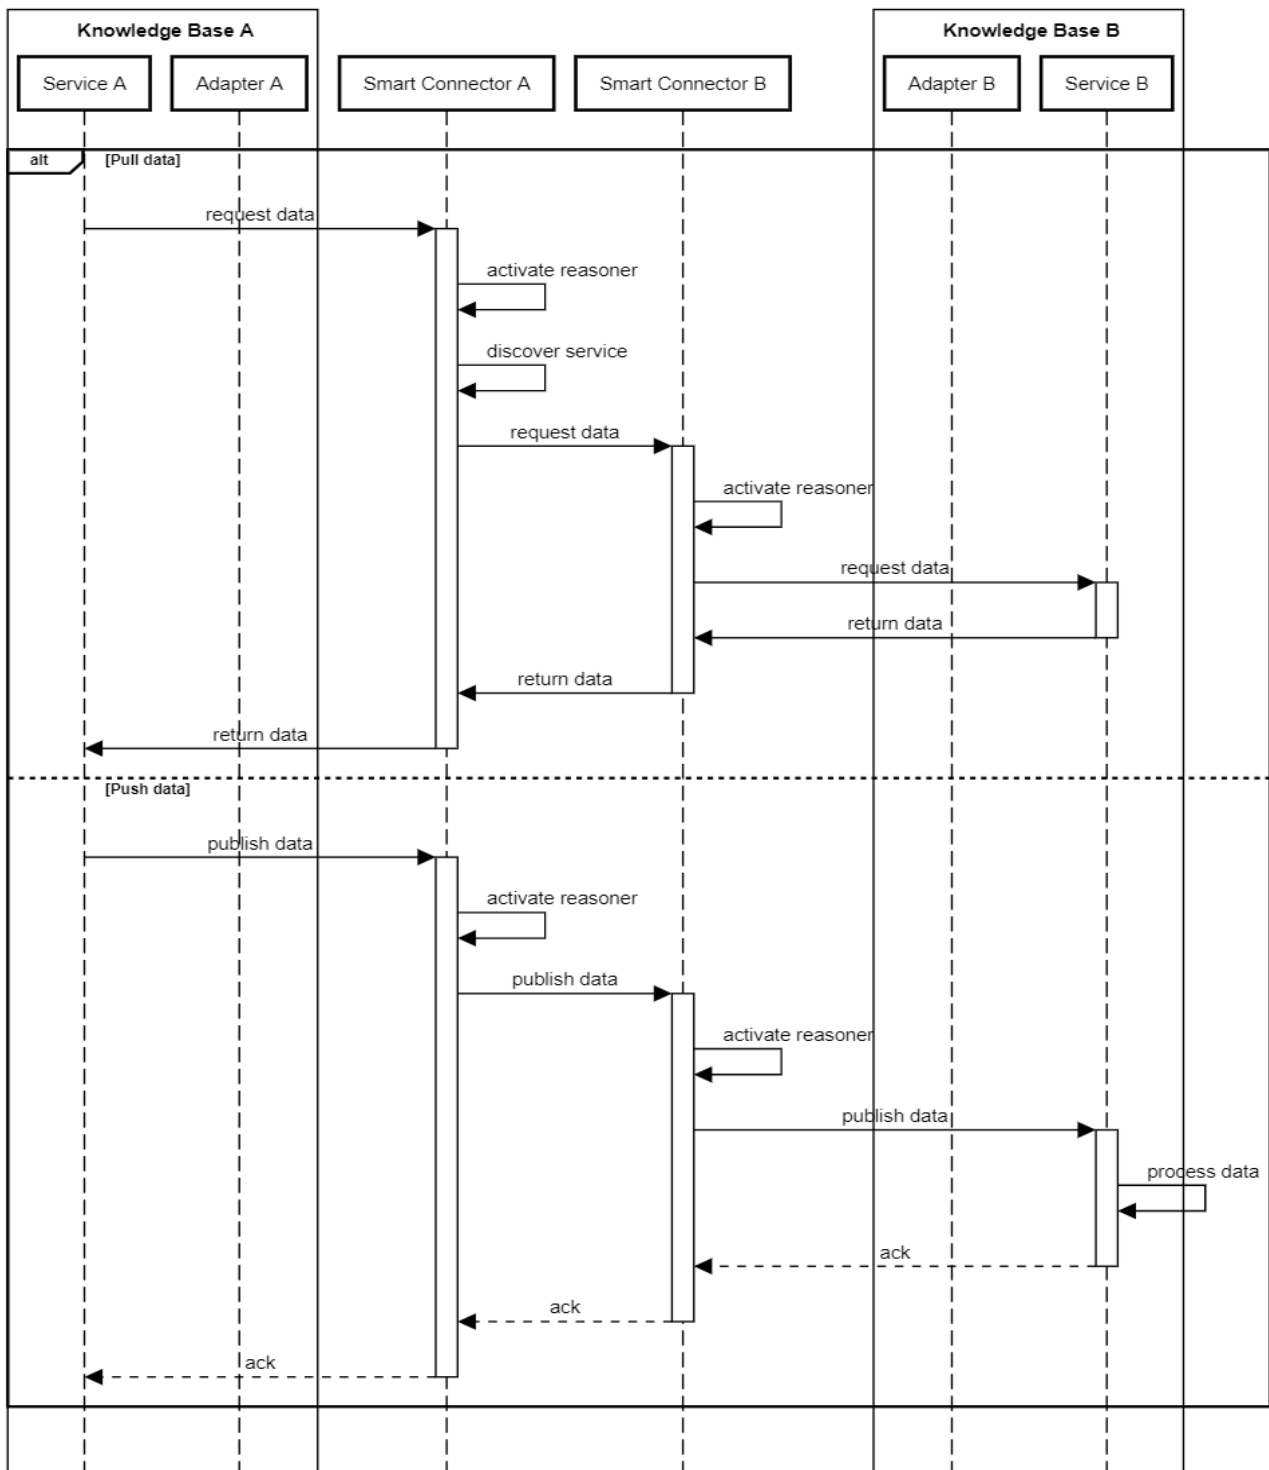 Knowledge Base A
Knowledge Base B
Service A
Adapter A
Smart Connector A
Smart Connector B
Adapter B
Service B
alt
[Pull data]
request data
activate reasoner
discover service
request data
activate reasoner
request data
return data
return data
return data
[Push data]
publish data
activate reasoner
publish data
activate reasoner
publish data
process data
ack
ack
ack